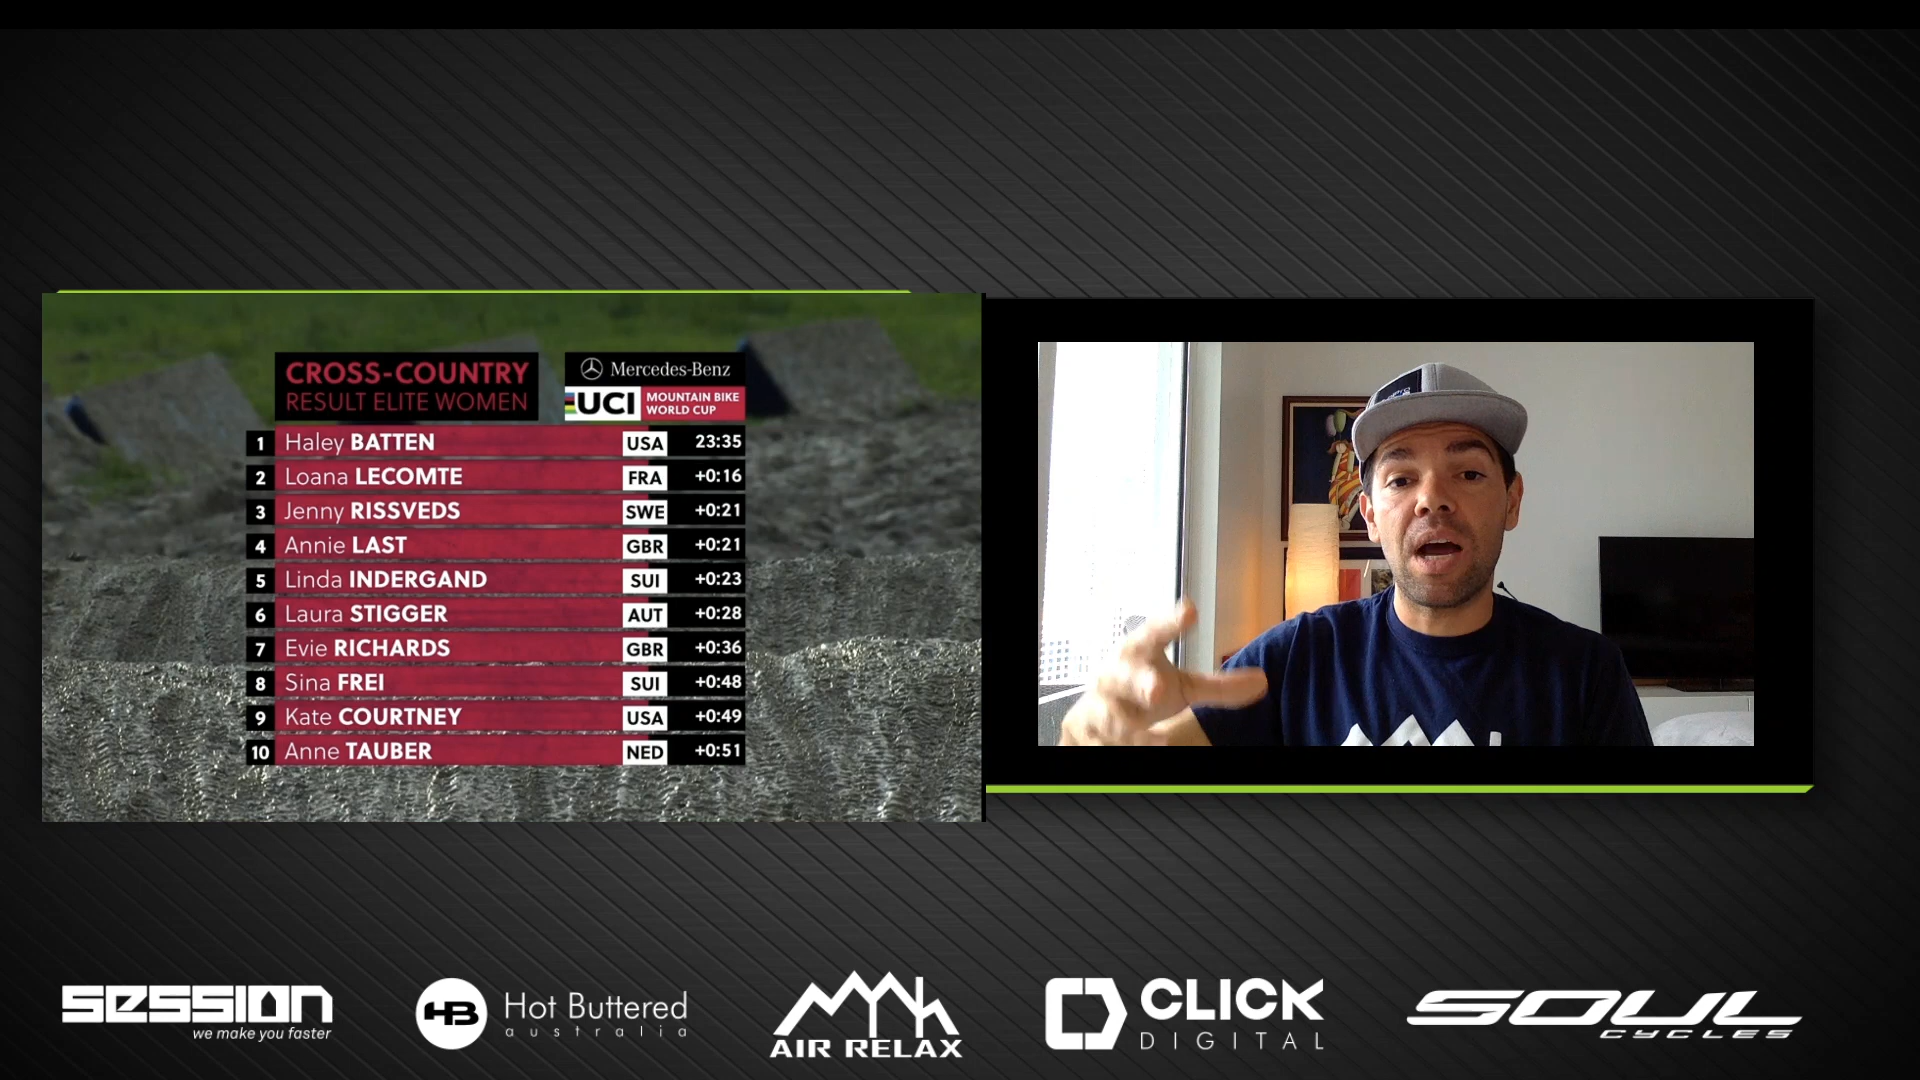 CROSS-COUNTRY
RESULT ELITE WOMEN
Mercedes-Benz
UCI MOUNTAIN BIKE
WORLD CUP
1 Haley BATTEN USA 23:35
2 Loana LECOMTE FRA +0:16
3 Jenny RISSVEDS SWE +0:21
4 Annie LAST GBR +0:21
5 Linda INDERGAND SUI +0:23
6 Laura STIGGER AUT +0:28
7 Evie RICHARDS GBR +0:36
8 Sina FREI SUI +0:48
9 Kate COURTNEY USA +0:49
10 Anne TAUBER NED +0:51
SESSION
we make you faster
HB
Hot Buttered
australia
AIR RELAX
CLICK
DIGITAL
SOUL
CYCLES